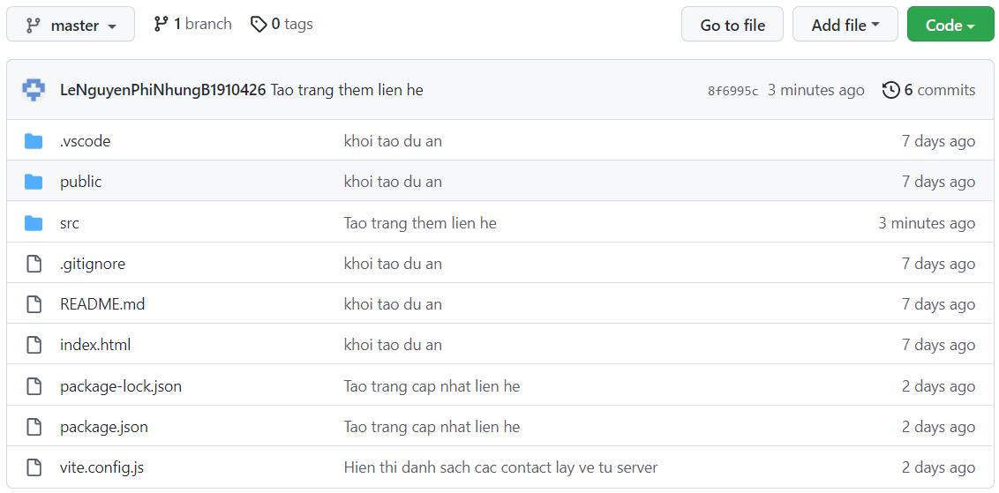 master 1 branch 0 tags Go to file Add file Code
LeNguyenPhiNhungB1910426 Tao trang them lien he 8f6995c 3 minutes ago 6 commits
.vscode khoi tao du an 7 days ago
public khoi tao du an 7 days ago
src Tao trang them lien he 3 minutes ago
.gitignore khoi tao du an 7 days ago
README.md khoi tao du an 7 days ago
index.html khoi tao du an 7 days ago
package-lock.json Tao trang cap nhat lien he 2 days ago
package.json Tao trang cap nhat lien he 2 days ago
vite.config.js Hien thi danh sach cac contact lay ve tu server 2 days ago